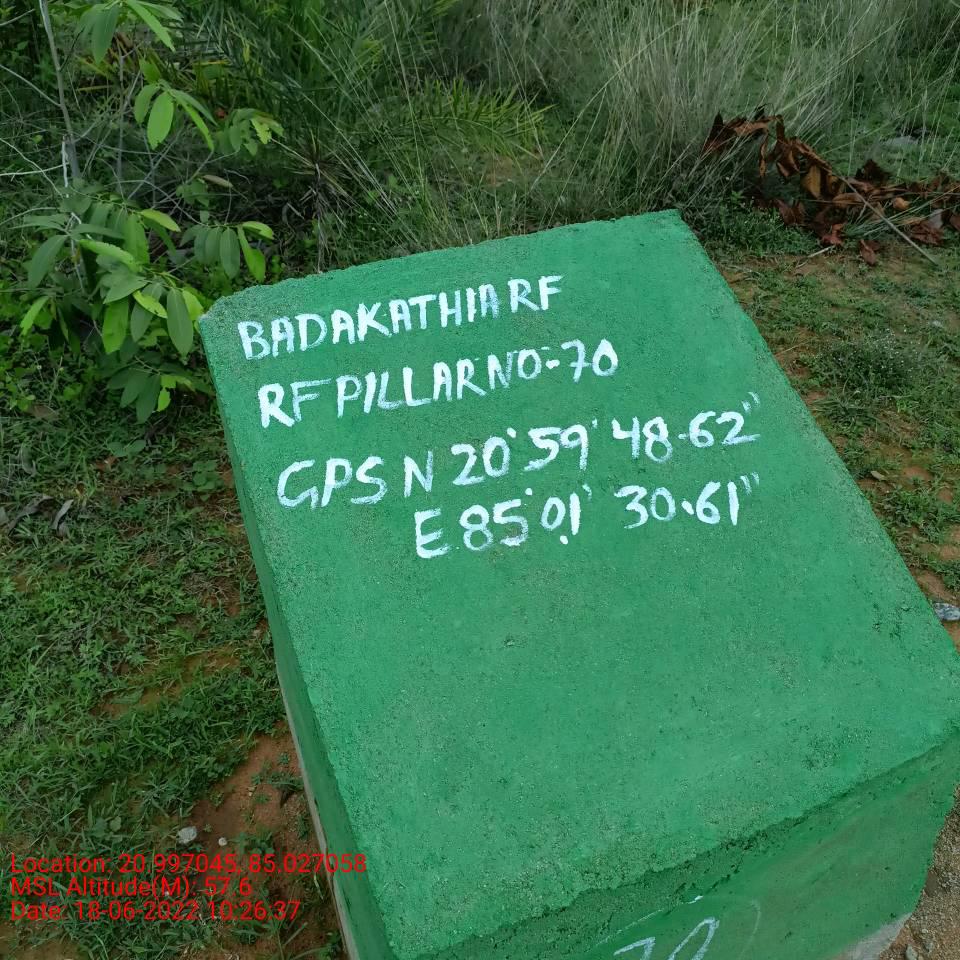 BADAKATHIA RF
RF PILLAR NO-70
GPS N 20° 59' 48.62"
E 85° 01' 30.61"
70
Location: 20.997045, 85.027058
MSL Altitude(M): 57.6
Date: 18-06-2022 10:26:37